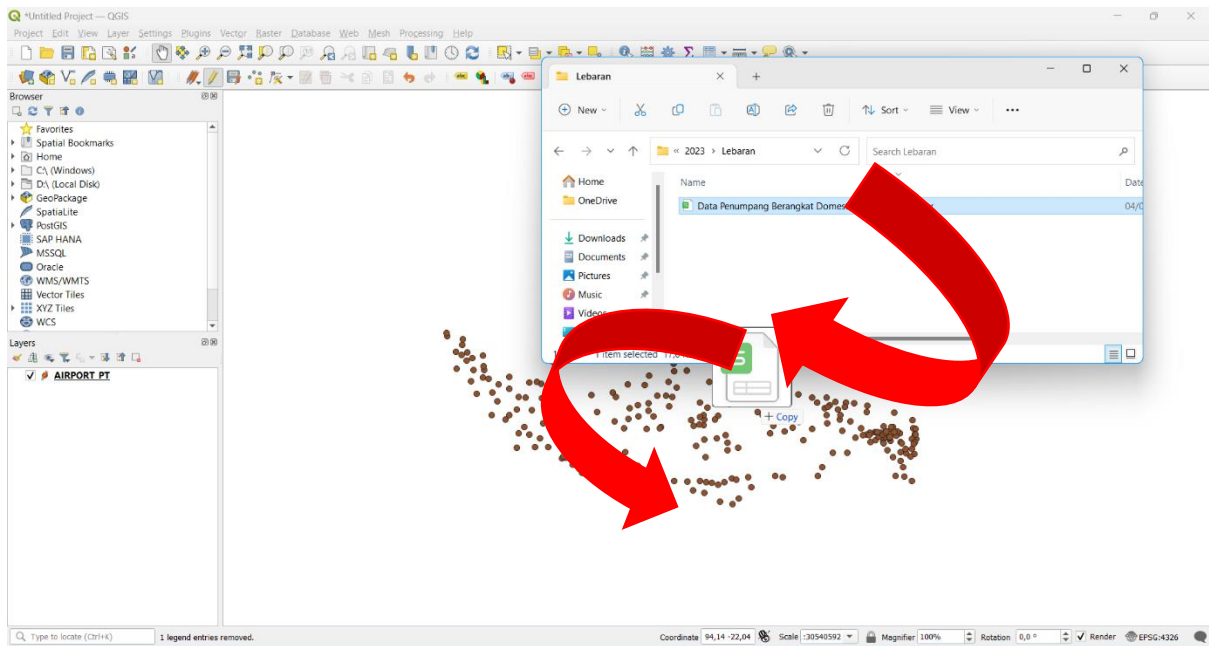 *Untitled Project — QGIS
Project Edit View Layer Settings Plugins Vector Raster Database Web Mesh Processing Help
Lebaran
New
Sort
View
« 2023 › Lebaran
Search Lebaran
Home
OneDrive
Downloads
Documents
Pictures
Music
Videos
Name
Date
Data Penumpang Berangkat
04/0
1 item selected
+ Copy
Browser
Favorites
Spatial Bookmarks
Home
C:\ (Windows)
D:\ (Local Disk)
GeoPackage
SpatiaLite
PostGIS
SAP HANA
MSSQL
Oracle
WMS/WMTS
Vector Tiles
XYZ Tiles
WCS
Layers
AIRPORT PT
Type to locate (Ctrl+K) 1 legend entries removed. Coordinate 94,14 -22,04 Scale :30540592 Magnifier 100% Rotation 0,0 ° Render EPSG:4326